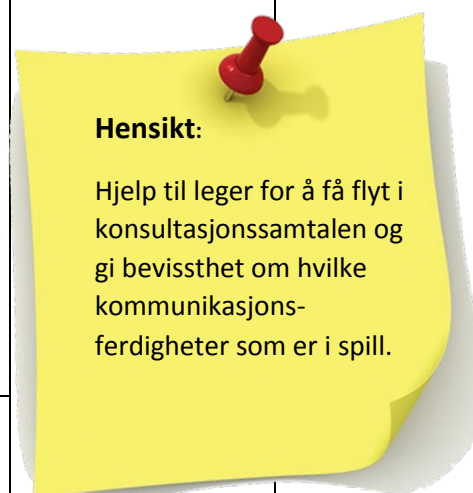 Hensikt:
Hjelp til leger for å få flyt i
konsultasjonssamtalen og
gi bevissthet om hvilke
kommunikasjons-
ferdigheter som er i spill.